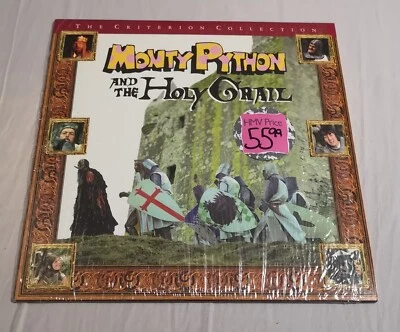 THE CRITERION COLLECTION
MONTY PYTHON
AND THE HOLY GRAIL
HMV Price
55.99